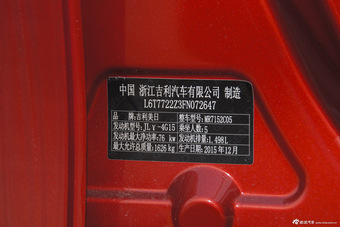 中国 浙江吉利汽车有限公司 制造
L6T7722Z3FN072647
品 牌:吉利美日 整车型号:MR7152C05
发动机型号:JLγ-4G15 乘坐人数:5
发动机最大净功率:76 kW 发动机排量:1.498L
最大允许总质量:1626kg 生产日期:2015年12月